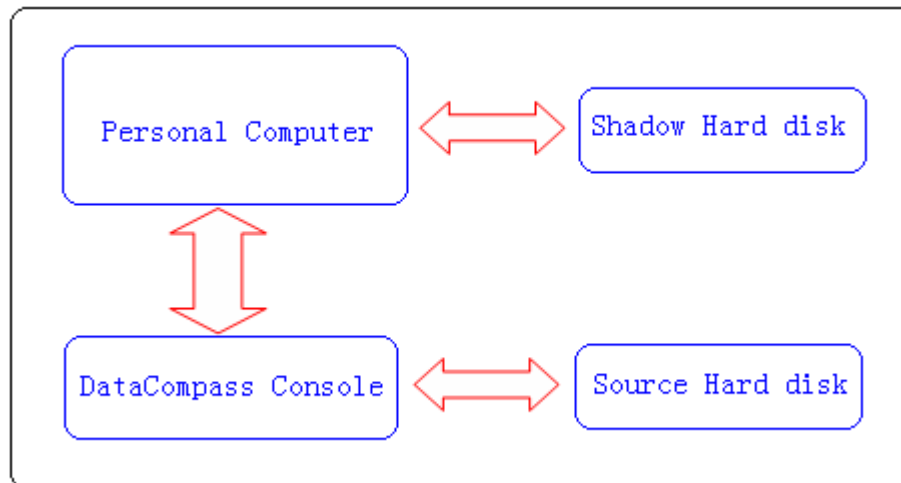 Personal Computer
Shadow Hard disk
DataCompass Console
Source Hard disk